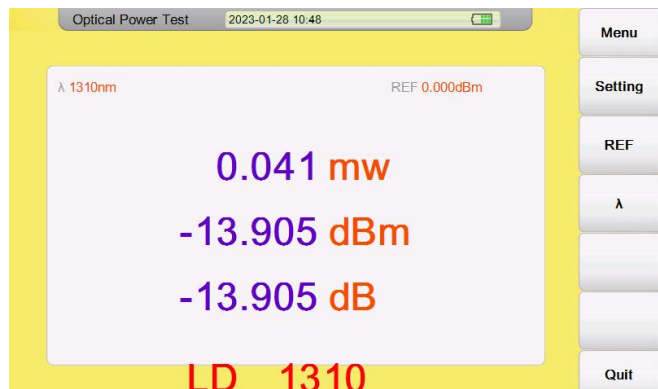 Optical Power Test 2023-01-28 10:48
λ 1310nm REF 0.000dBm
0.041 mw
-13.905 dBm
-13.905 dB
LD 1310
Menu
Setting
REF
λ
Quit